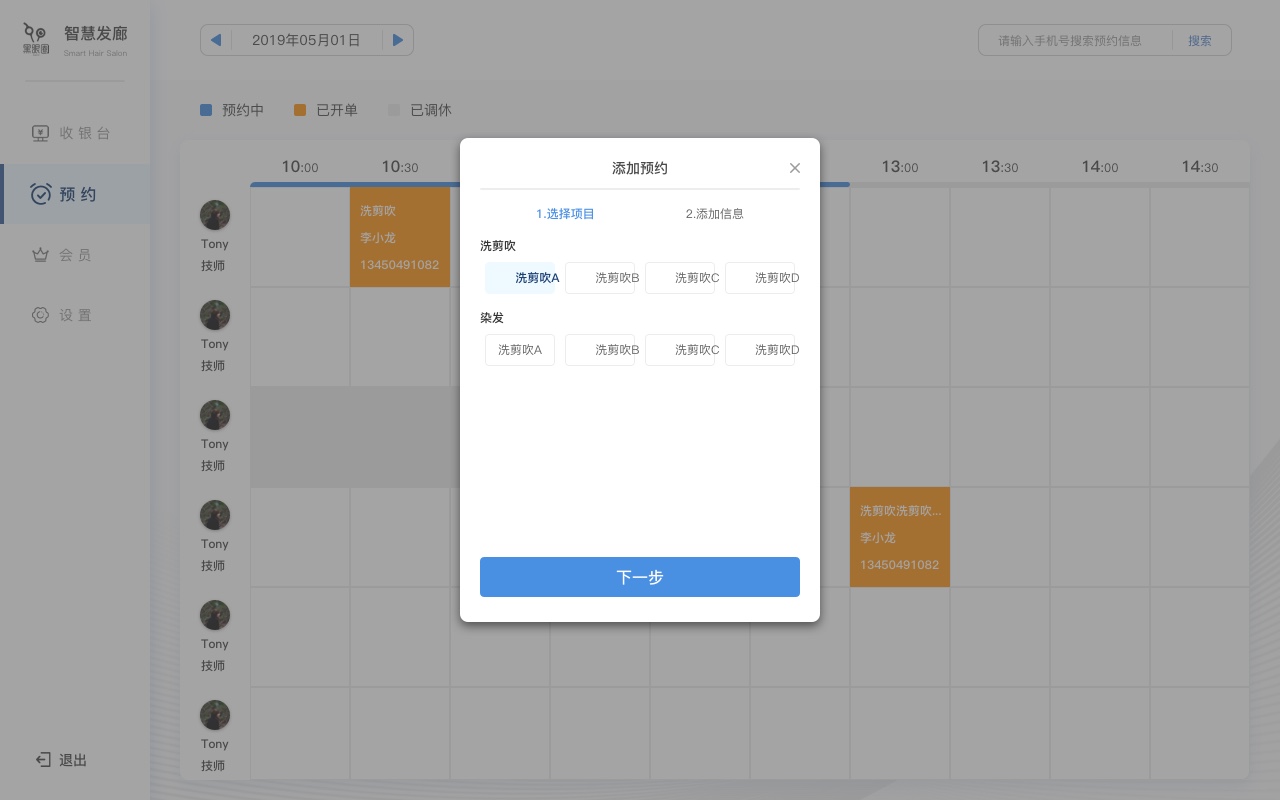 智慧发廊
Smart Hair Salon
2019年05月01日
请输入手机号搜索预约信息
搜索
收银台
预约
会员
设置
退出
预约中
已开单
已调休
10:00
10:30
13:00
13:30
14:00
14:30
Tony
技师
洗剪吹
李小龙
13450491082
Tony
技师
Tony
技师
Tony
技师
洗剪吹洗剪吹...
李小龙
13450491082
Tony
技师
Tony
技师
添加预约
1.选择项目
2.添加信息
洗剪吹
洗剪吹A
洗剪吹B
洗剪吹C
洗剪吹D
染发
洗剪吹A
洗剪吹B
洗剪吹C
洗剪吹D
下一步